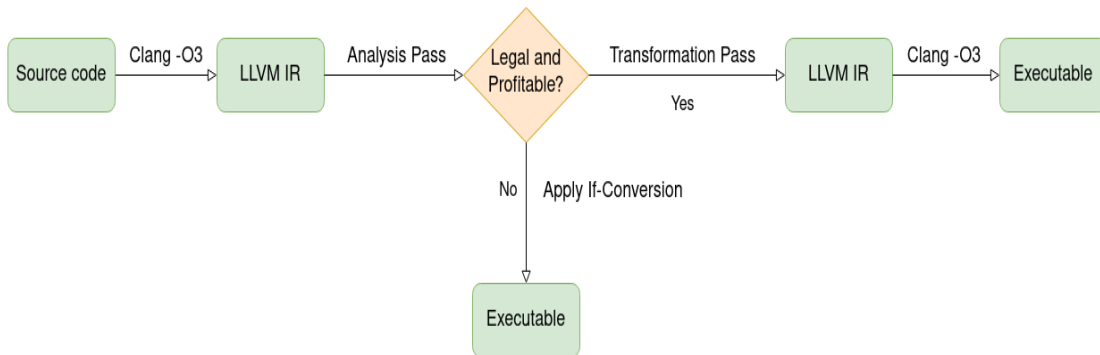 Source code
Clang -O3
LLVM IR
Analysis Pass
Legal and
Profitable?
Transformation Pass
Yes
LLVM IR
Clang -O3
Executable
No
Apply If-Conversion
Executable